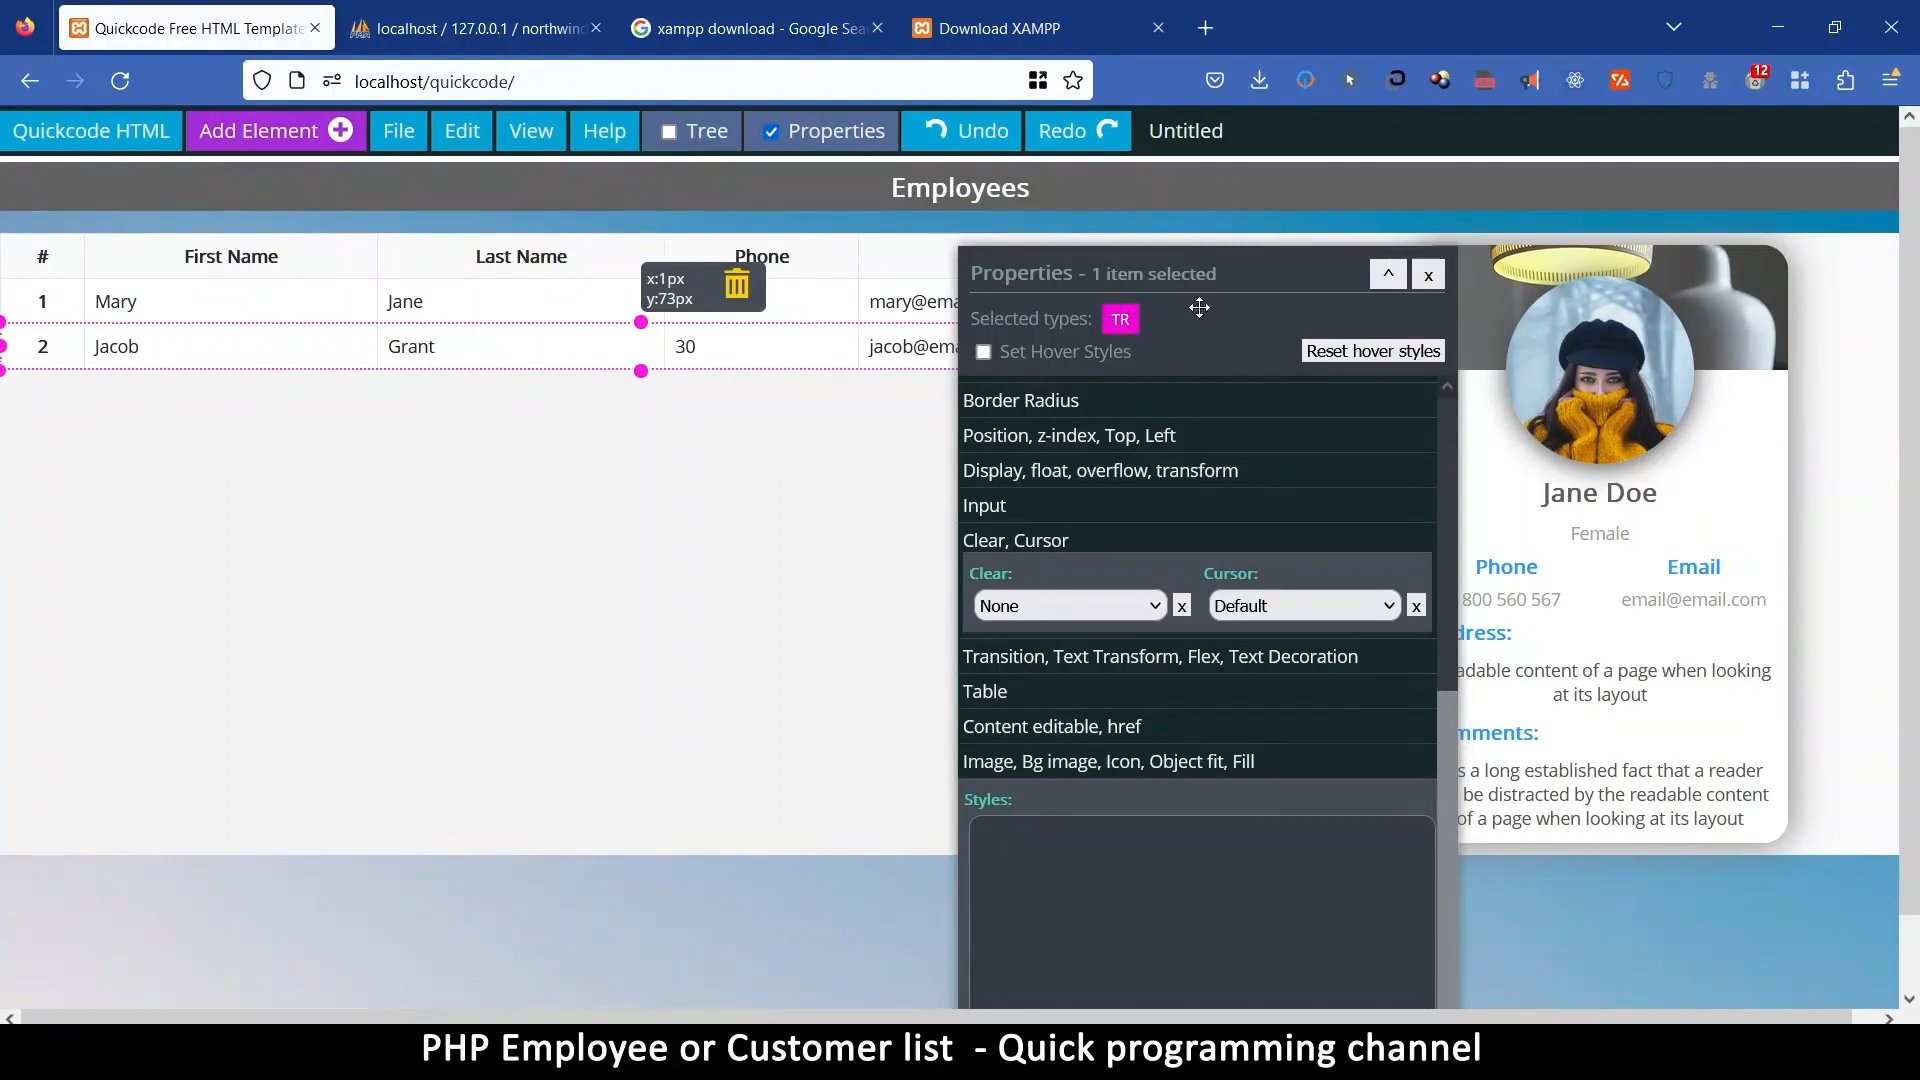 Quickcode Free HTML Template
localhost / 127.0.0.1 / northwind
xampp download - Google Sea
Download XAMPP
localhost/quickcode/
12
Quickcode HTML
Add Element
File
Edit
View
Help
Tree
Properties
Undo
Redo
Untitled
Employees
# First Name Last Name Phone
x:1px
y:73px
1 Mary Jane mary@ema
2 Jacob Grant 30 jacob@ema
Properties - 1 item selected
^ x
Selected types: TR
Set Hover Styles
Reset hover styles
Border Radius
Position, z-index, Top, Left
Display, float, overflow, transform
Input
Clear, Cursor
Clear: Cursor:
None x Default x
Transition, Text Transform, Flex, Text Decoration
Table
Content editable, href
Image, Bg image, Icon, Object fit, Fill
Styles:
Jane Doe
Female
Phone Email
800 560 567 email@email.com
dress:
adable content of a page when looking
at its layout
mments:
s a long established fact that a reader
be distracted by the readable content
of a page when looking at its layout
PHP Employee or Customer list - Quick programming channel